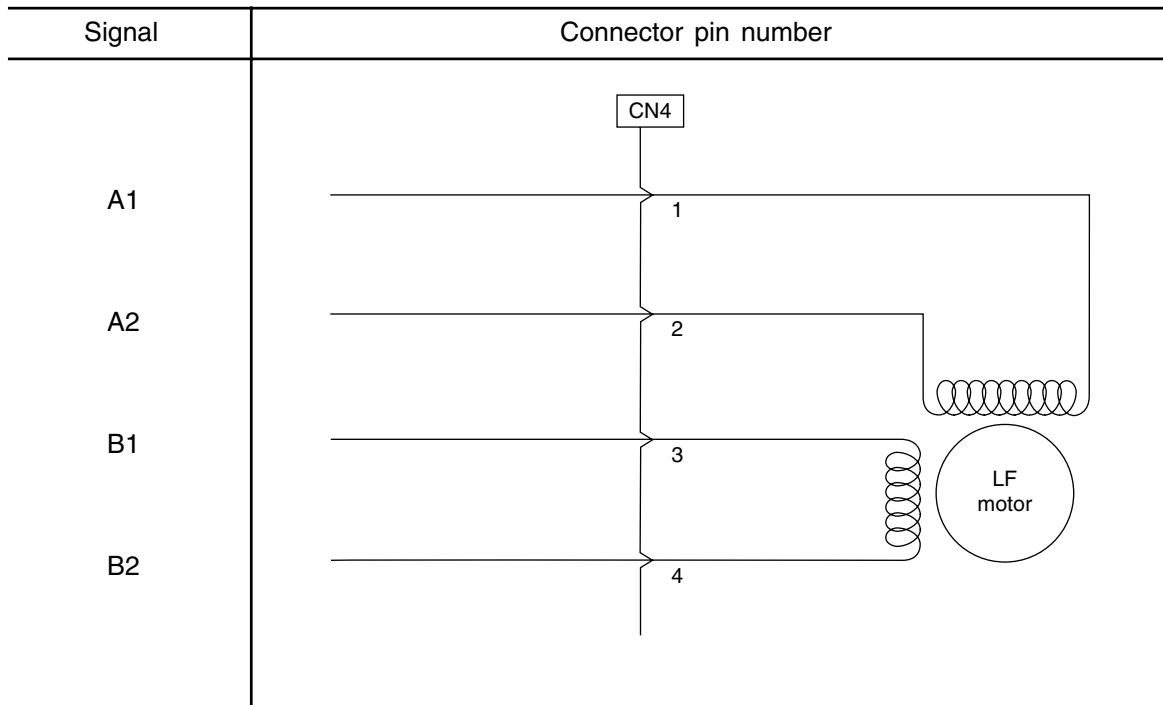 Signal
Connector pin number
CN4
A1
1
A2
2
B1
3
LF
motor
B2
4